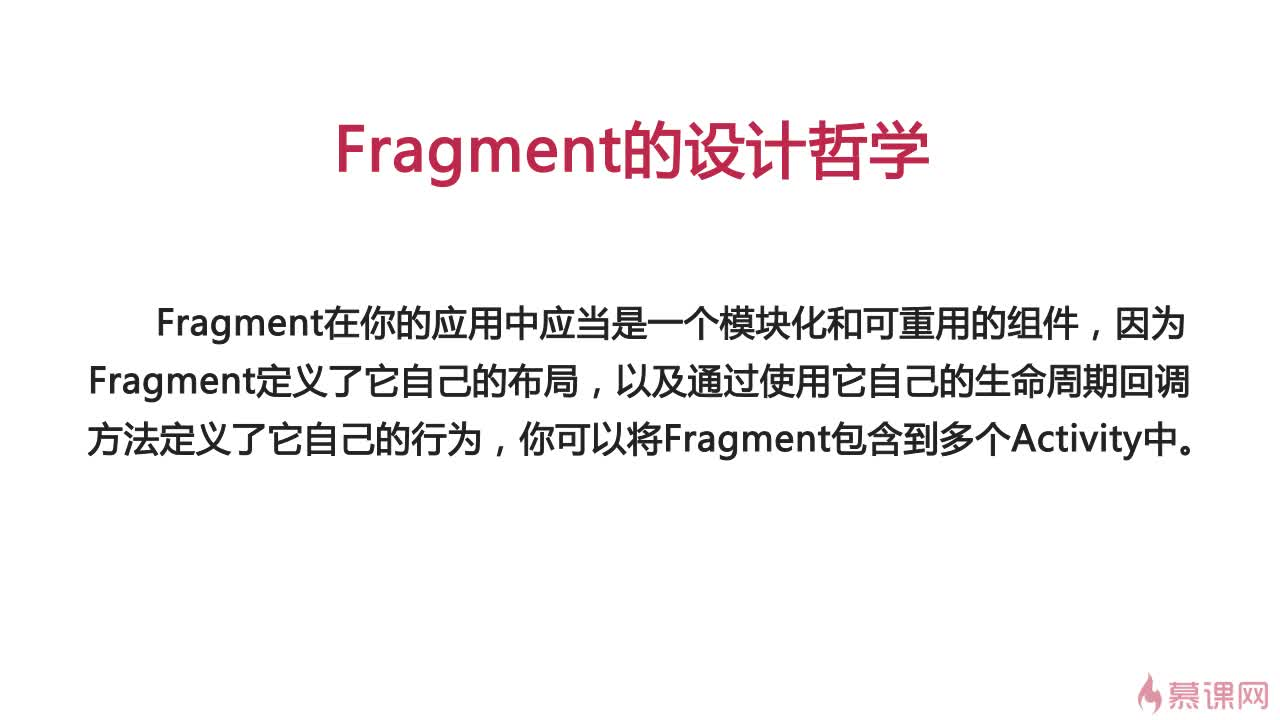 Fragment的设计哲学
Fragment在你的应用中应当是一个模块化和可重用的组件，因为
Fragment定义了它自己的布局，以及通过使用它自己的生命周期回调
方法定义了它自己的行为，你可以将Fragment包含到多个Activity中。
慕课网